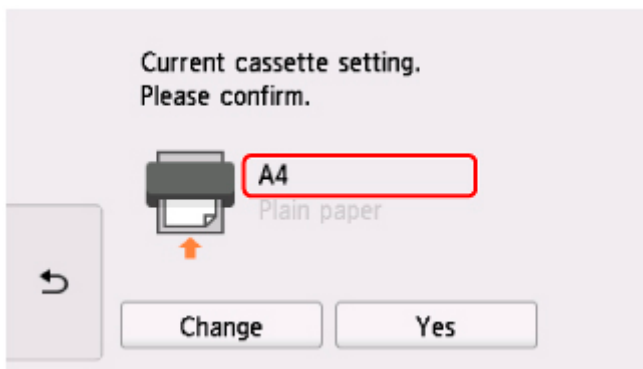 Current cassette setting.
Please confirm.
A4
Plain paper
Change
Yes